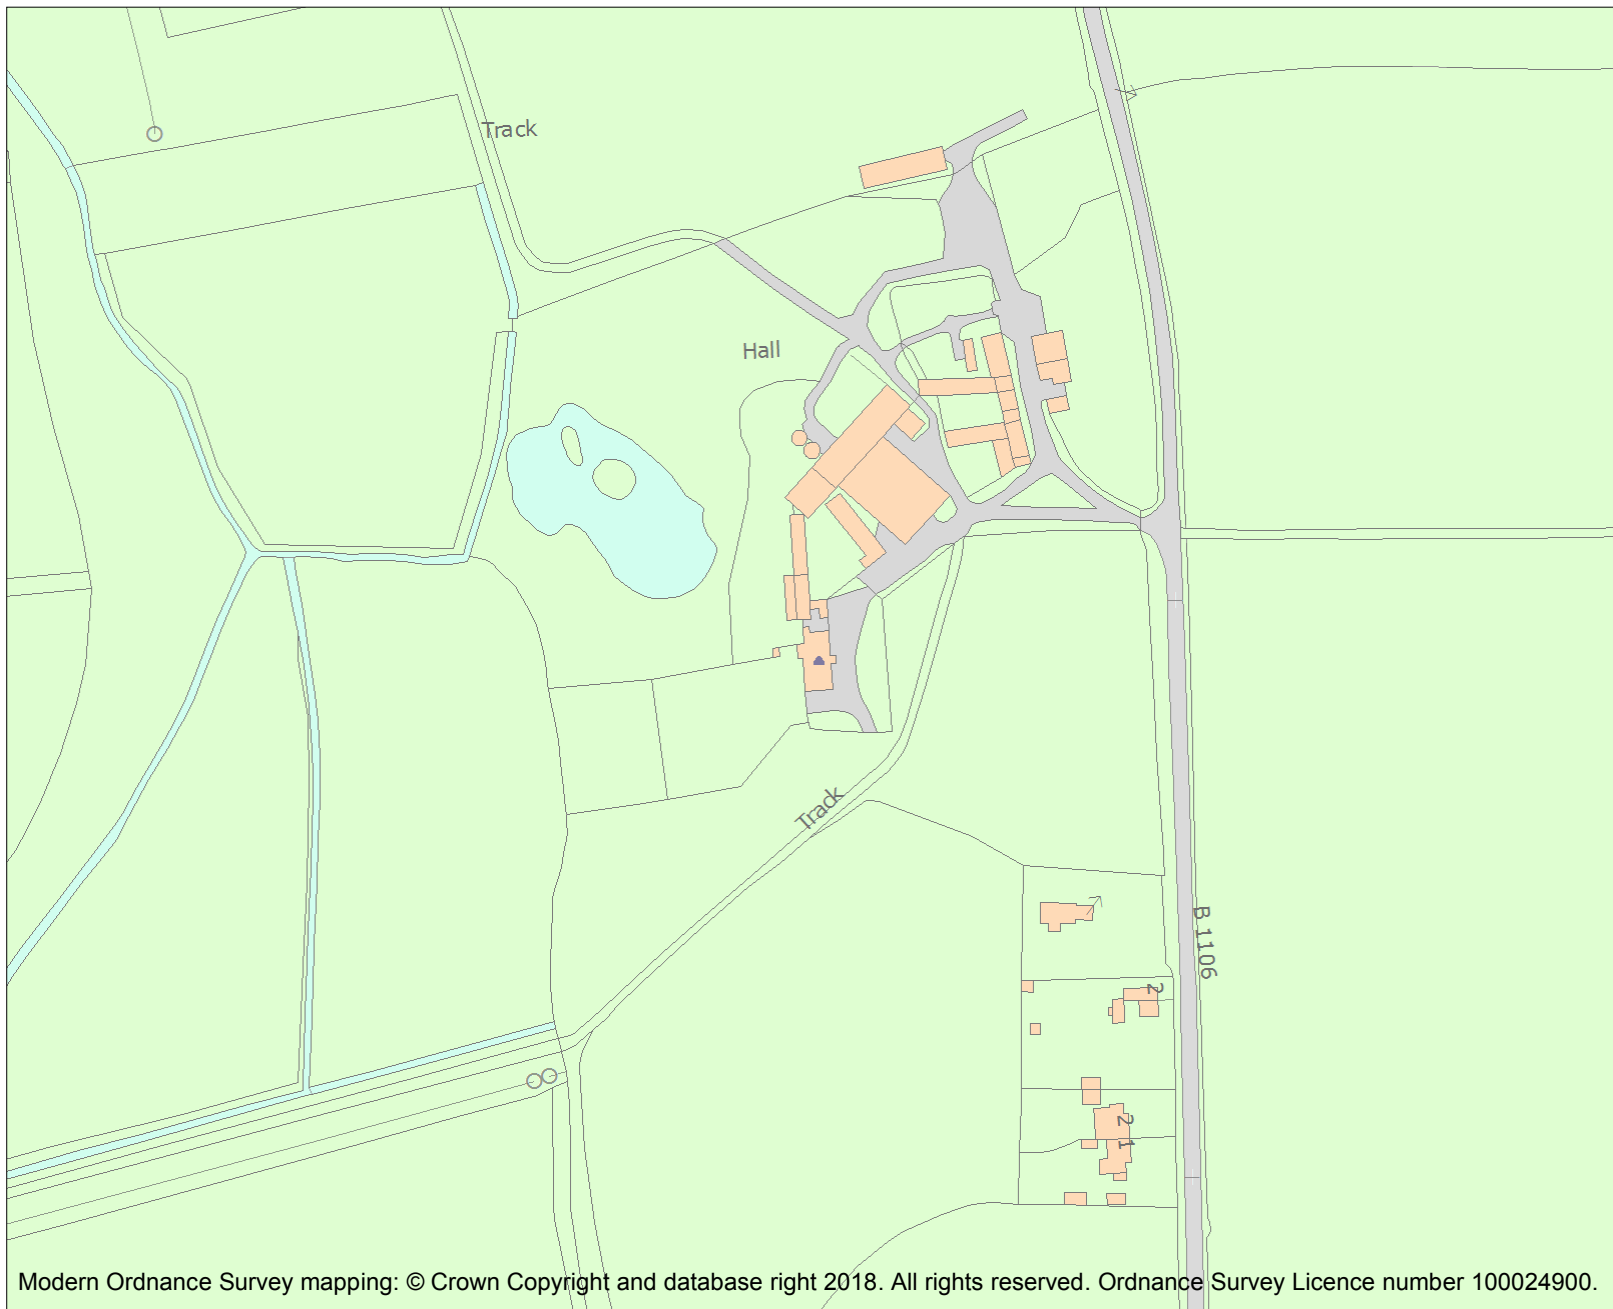 Track
Hall
Track
B 1106
2
2
1
Modern Ordnance Survey mapping: © Crown Copyright and database right 2018. All rights reserved. Ordnance Survey Licence number 100024900.